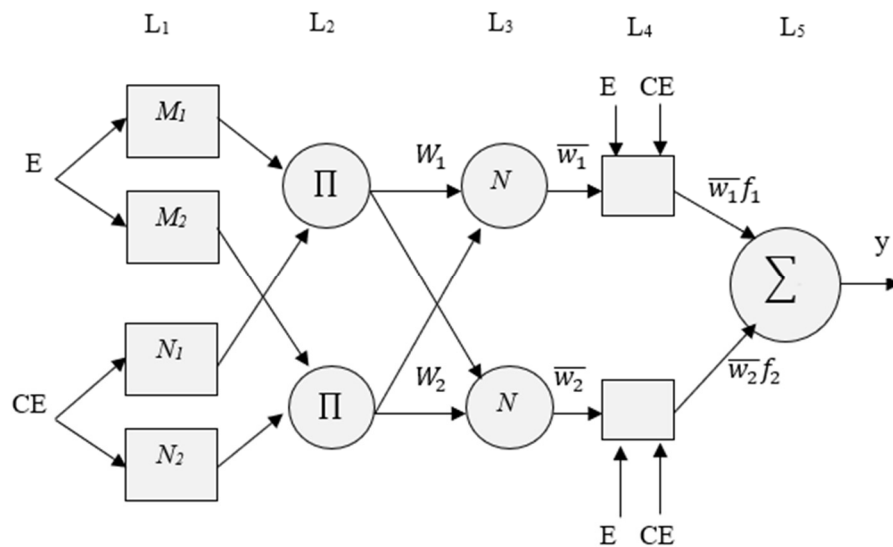 L₁ L₂ L₃ L₄ L₅
E CE
M₁
E
∏ W₁ N w̅₁ w̅₁f₁
M₂
y
∑
N₁
CE
∏ W₂ N w̅₂ w̅₂f₂
N₂
E CE